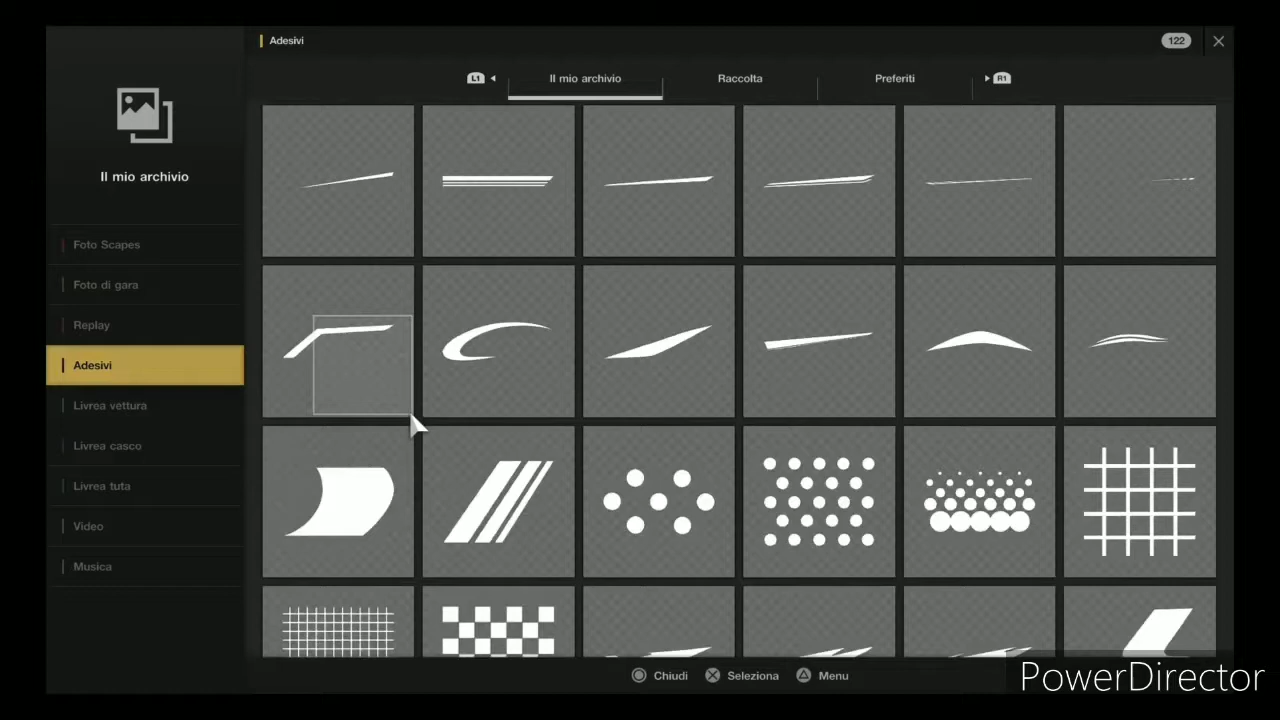 Adesivi
122
L1
Il mio archivio
Raccolta
Preferiti
R1
Il mio archivio
Foto Scapes
Foto di gara
Replay
Adesivi
Livrea vettura
Livrea casco
Livrea tuta
Video
Musica
Chiudi
Seleziona
Menu
PowerDirector